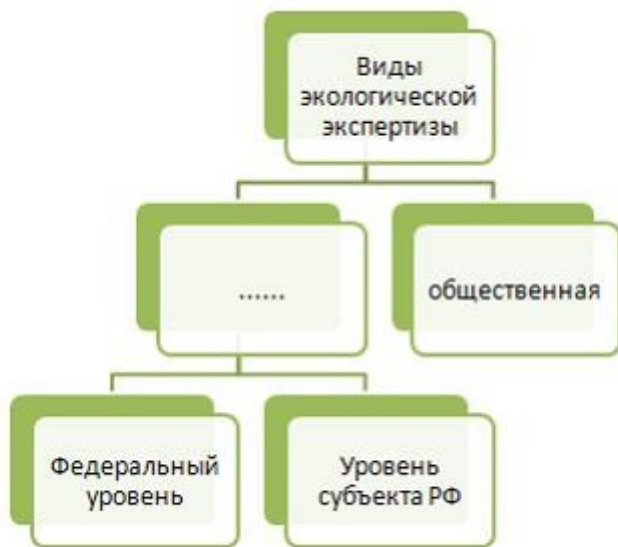 Виды
экологической
экспертизы
......
общественная
Федеральный
уровень
Уровень
субъекта РФ